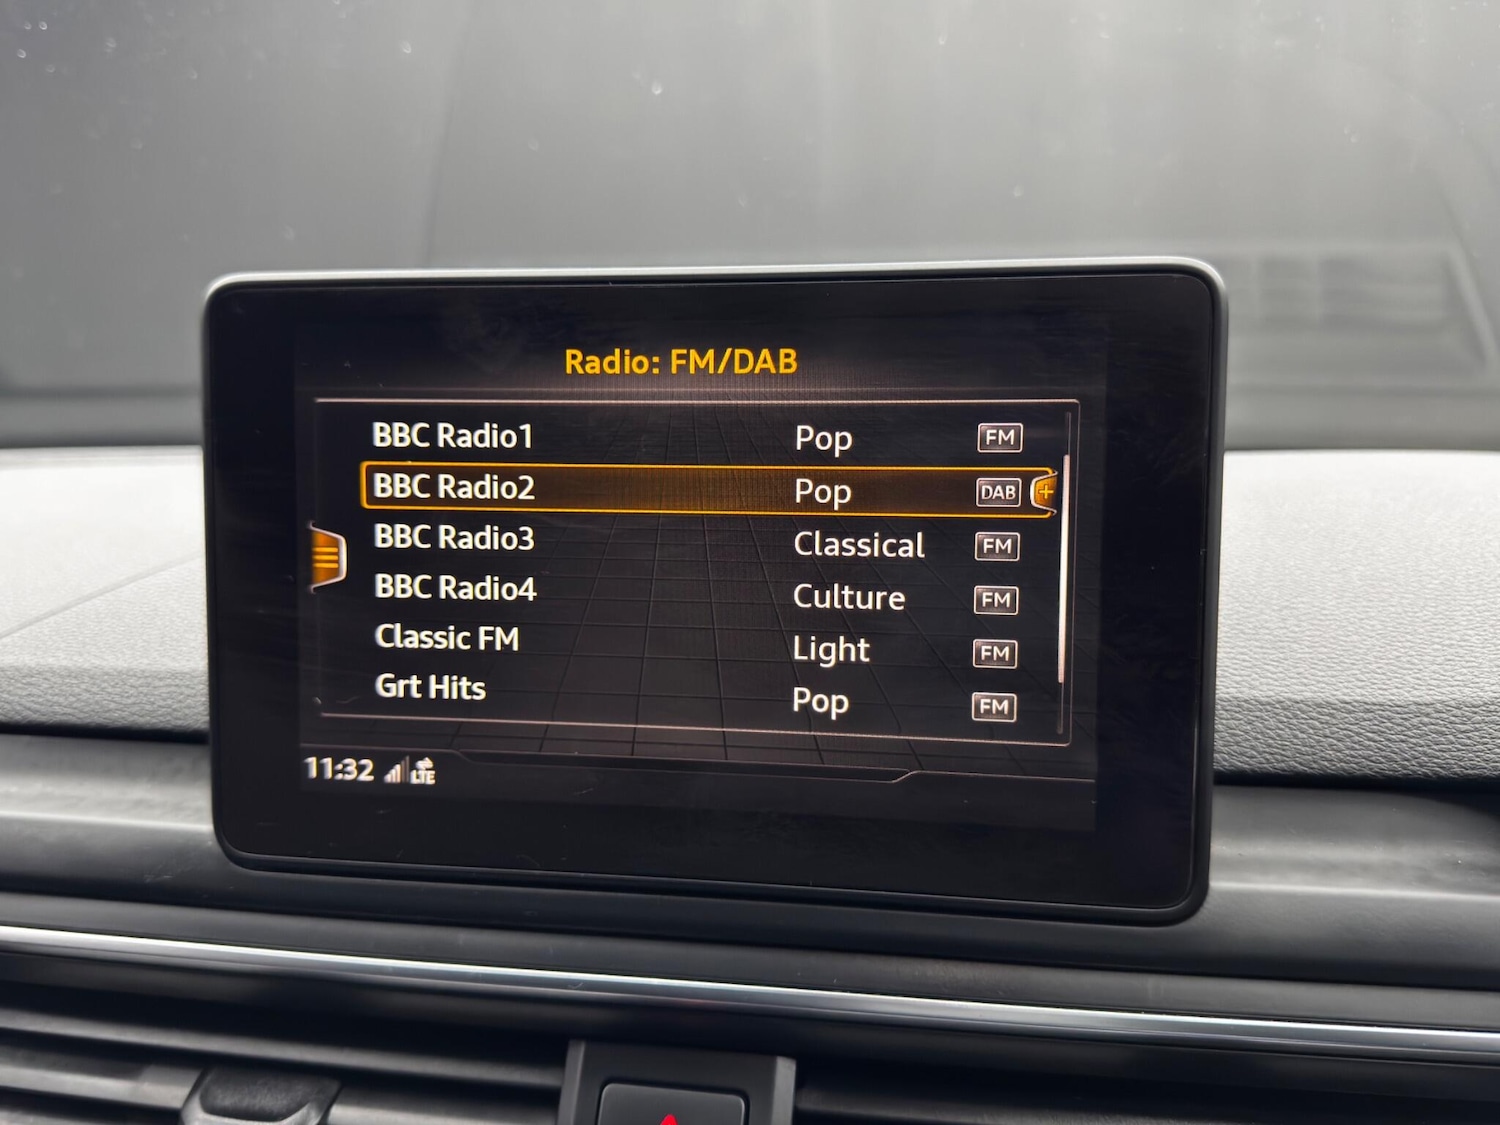 Radio: FM/DAB
BBC Radio1 Pop FM
BBC Radio2 Pop DAB +
BBC Radio3 Classical FM
BBC Radio4 Culture FM
Classic FM Light FM
Grt Hits Pop FM
11:32 LTE